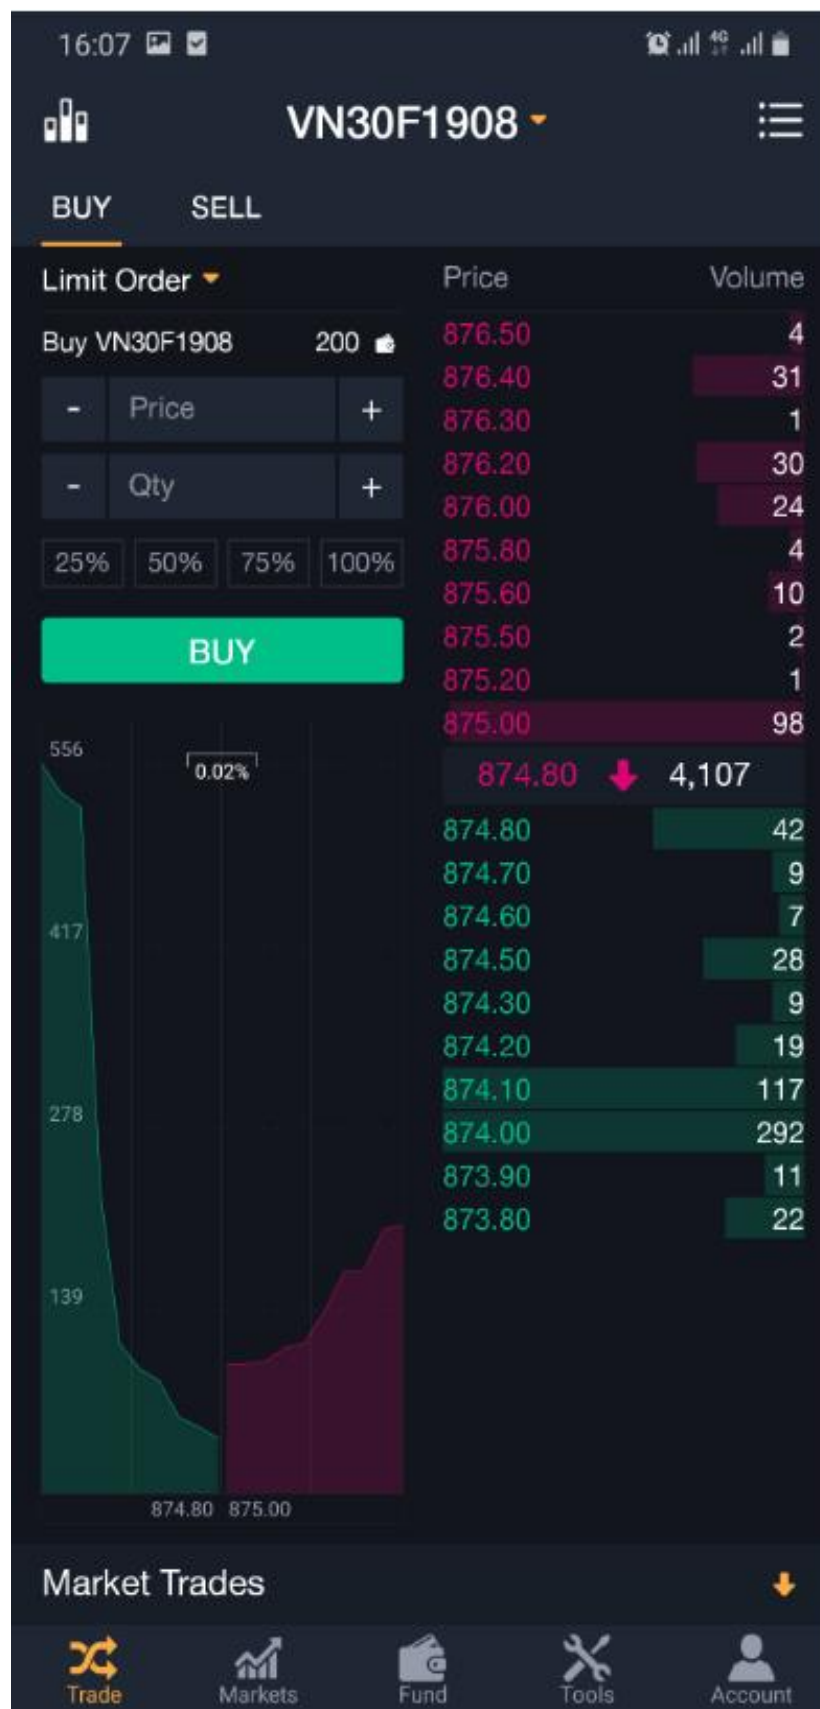 16:07
4G
VN30F1908
BUY SELL
Limit Order
Buy VN30F1908 200
- Price +
- Qty +
25% 50% 75% 100%
BUY
556
0.02%
417
278
139
874.80 875.00
Price Volume
876.50 4
876.40 31
876.30 1
876.20 30
876.00 24
875.80 4
875.60 10
875.50 2
875.20 1
875.00 98
874.80 4,107
874.80 42
874.70 9
874.60 7
874.50 28
874.30 9
874.20 19
874.10 117
874.00 292
873.90 11
873.80 22
Market Trades
Trade Markets Fund Tools Account